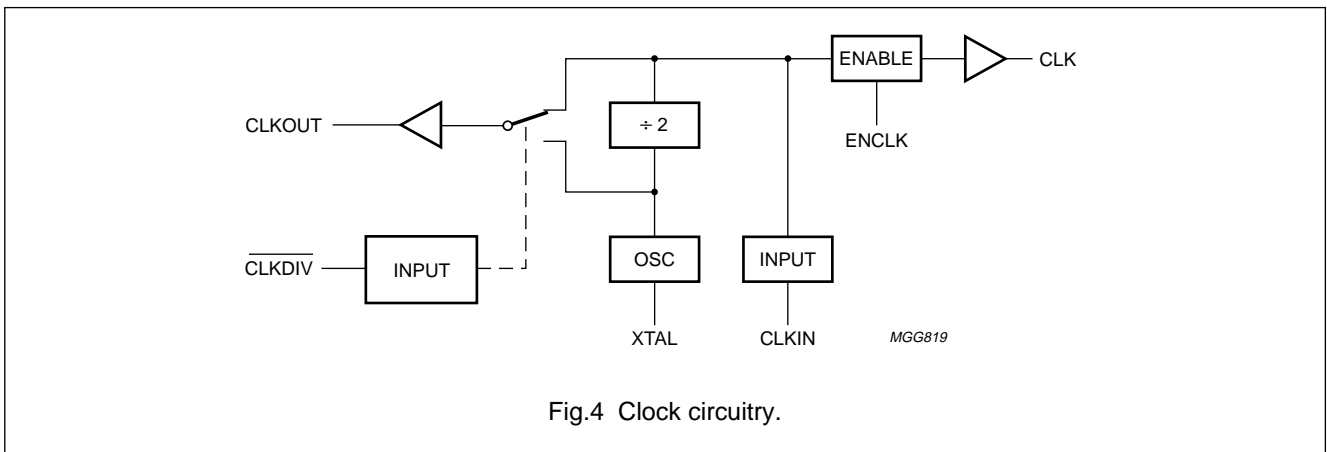 ENABLE
CLK
÷ 2
CLKOUT
ENCLK
CLKDIV
INPUT
OSC
INPUT
XTAL
CLKIN
MGG819
Fig.4 Clock circuitry.